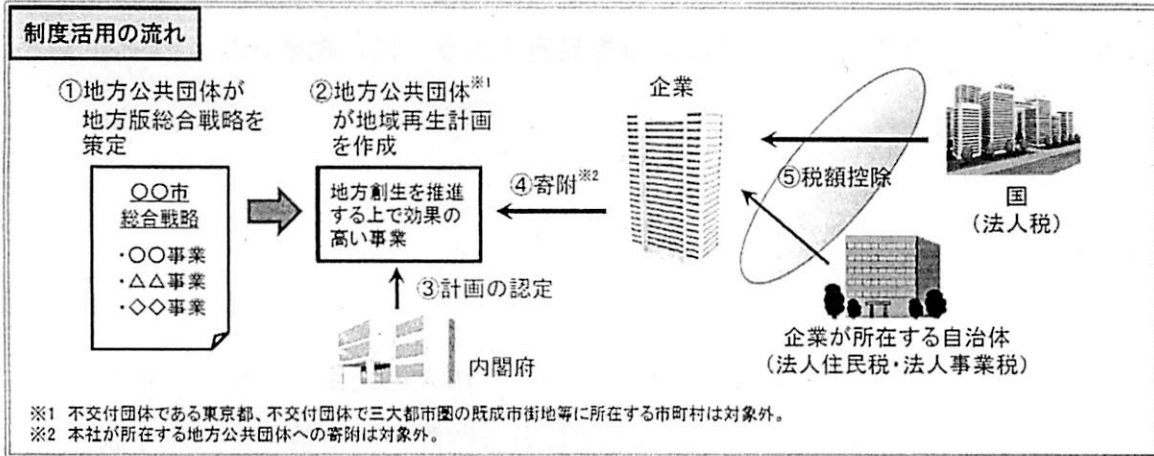 制度活用の流れ
①地方公共団体が
地方版総合戦略を
策定
〇〇市
総合戦略
・〇〇事業
・△△事業
・◇◇事業
②地方公共団体※1
が地域再生計画
を作成
地方創生を推進
する上で効果の
高い事業
③計画の認定
内閣府
④寄附※2
企業
⑤税額控除
国
(法人税)
企業が所在する自治体
(法人住民税・法人事業税)
※1 不交付団体である東京都、不交付団体で三大都市圏の既成市街地等に所在する市町村は対象外。
※2 本社が所在する地方公共団体への寄附は対象外。